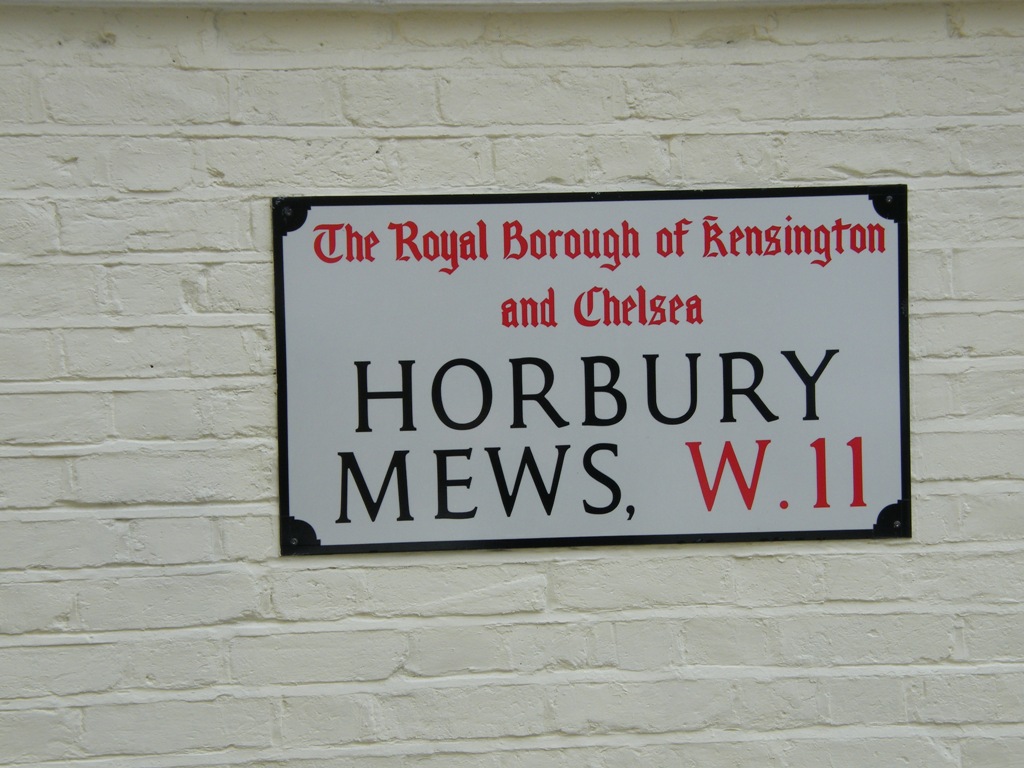 The Royal Borough of Kensington
and Chelsea
HORBURY
MEWS, W.11